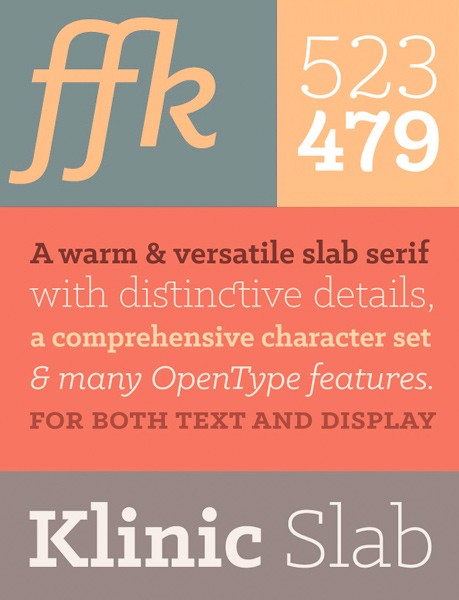 ffk
523
479
A warm & versatile slab serif
with distinctive details,
a comprehensive character set
& many OpenType features.
FOR BOTH TEXT AND DISPLAY
Klinic Slab